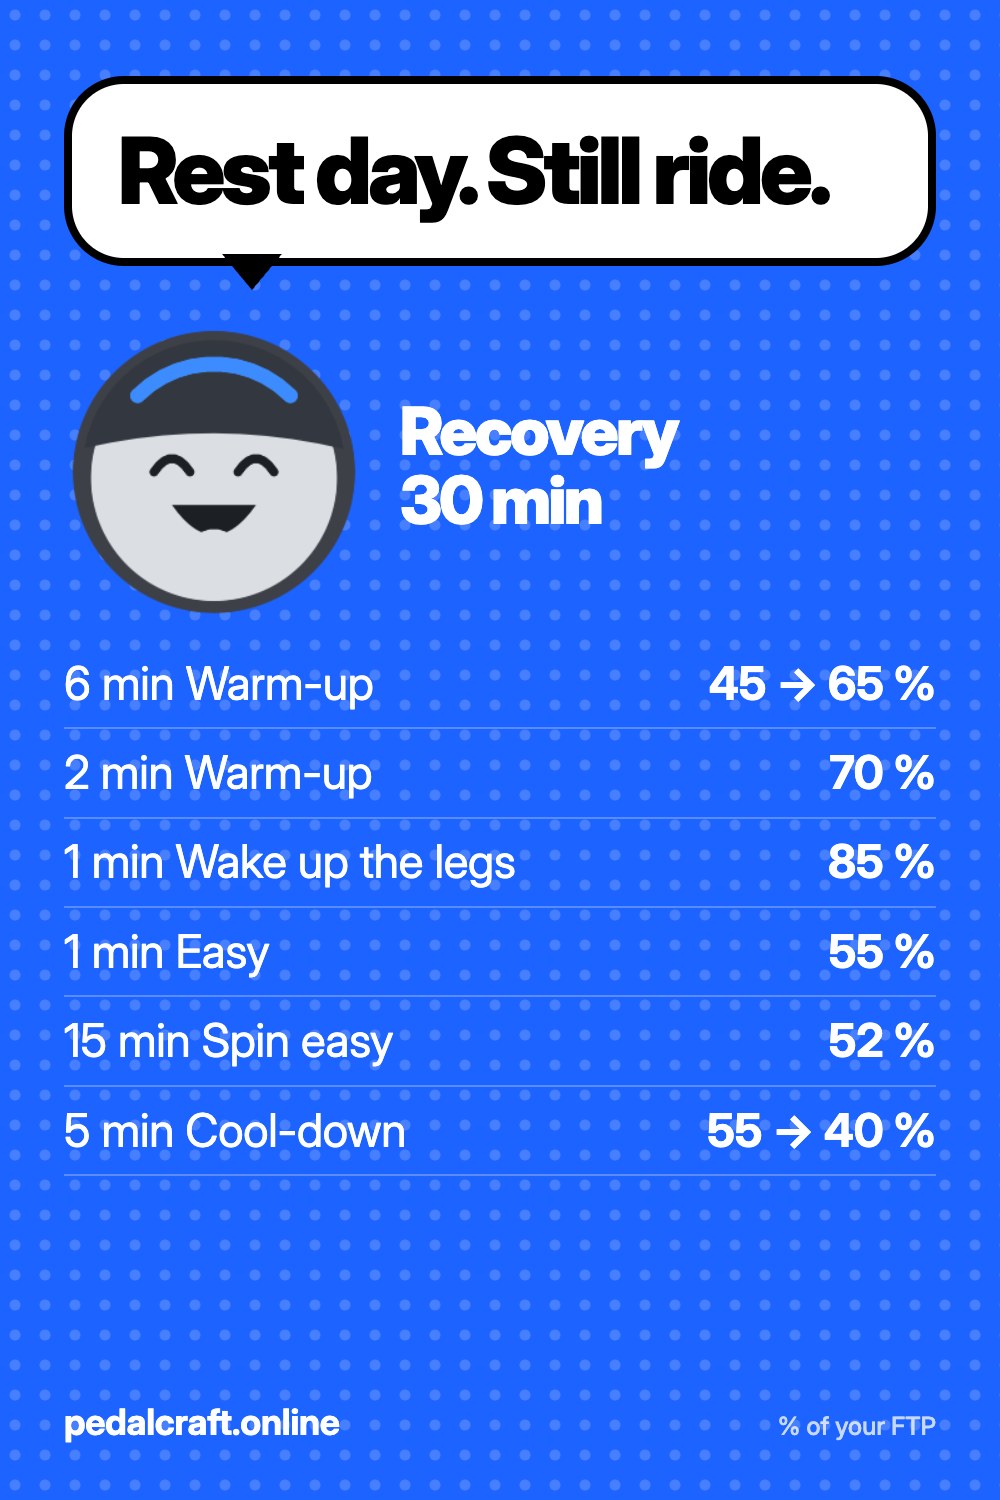 Rest day. Still ride.
Recovery
30 min
6 min Warm-up 45 → 65 %
2 min Warm-up 70 %
1 min Wake up the legs 85 %
1 min Easy 55 %
15 min Spin easy 52 %
5 min Cool-down 55 → 40 %
pedalcraft.online % of your FTP